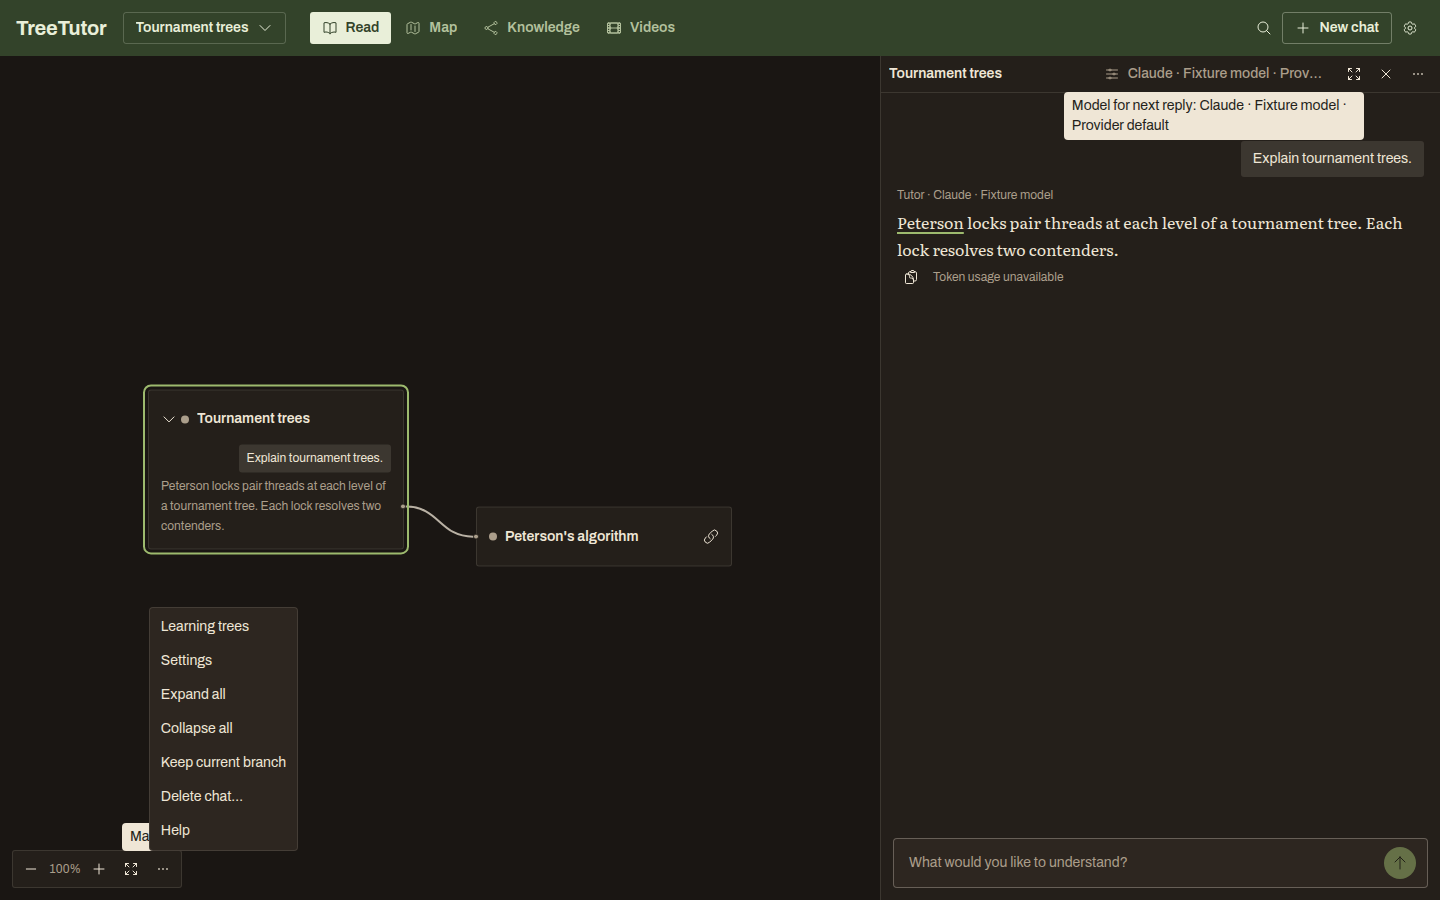 TreeTutor
Tournament trees
Read
Map
Knowledge
Videos
New chat
Tournament trees
Claude · Fixture model · Prov...
Model for next reply: Claude · Fixture model ·
Provider default
Explain tournament trees.
Tutor · Claude · Fixture model
Peterson locks pair threads at each level of a tournament tree. Each
lock resolves two contenders.
Token usage unavailable
Tournament trees
Explain tournament trees.
Peterson locks pair threads at each level of
a tournament tree. Each lock resolves two
contenders.
Peterson's algorithm
Learning trees
Settings
Expand all
Collapse all
Keep current branch
Delete chat...
Help
100%
What would you like to understand?